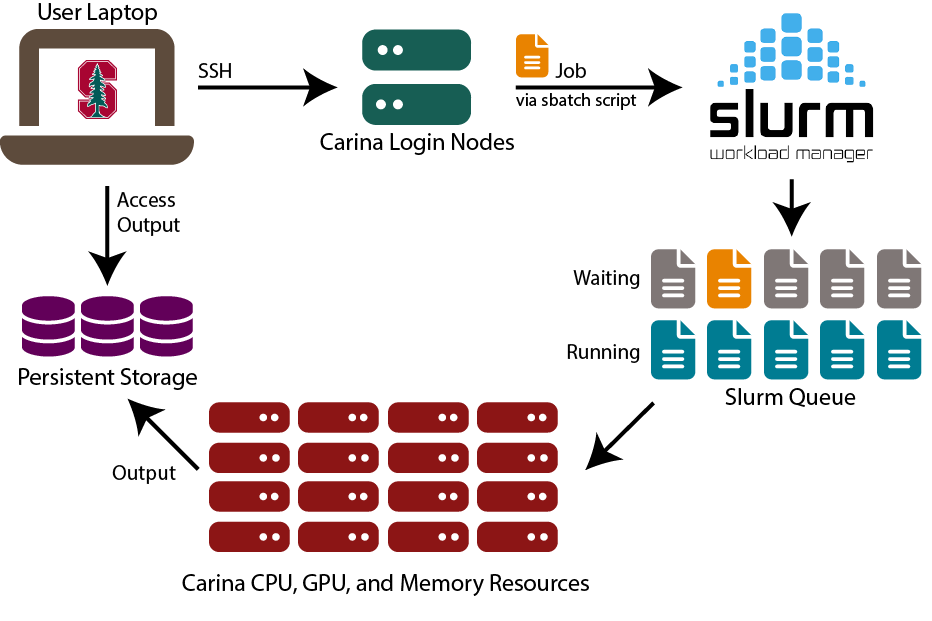 User Laptop
SSH
Job
via sbatch script
Carina Login Nodes
slurm
workload manager
Access
Output
Waiting
Running
Slurm Queue
Persistent Storage
Output
Carina CPU, GPU, and Memory Resources